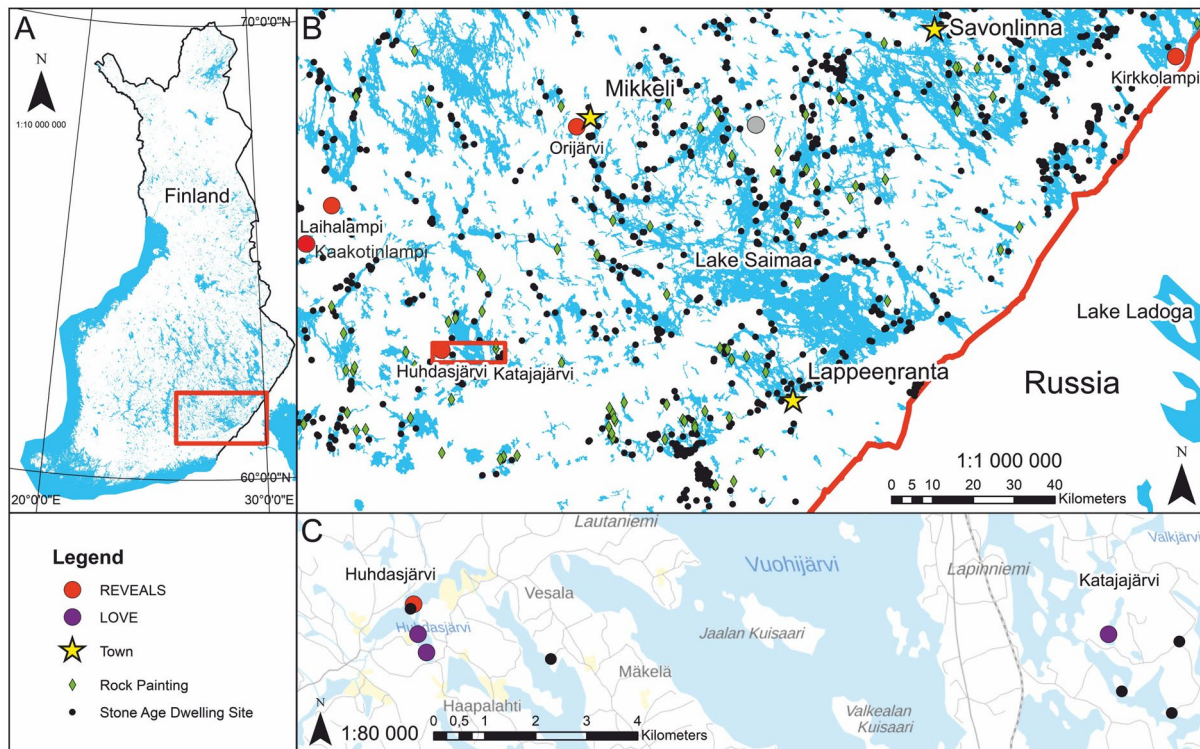 A
70°0'0"N
N
1:10 000 000
Finland
60°0'0"N
20°0'0"E
30°0'0"E
B
Savonlinna
Kirkkolampi
Mikkeli
Orijärvi
Laihalampi
Kaakotinlampi
Lake Saimaa
Lake Ladoga
Huhdasjärvi
Katajajärvi
Lappeenranta
Russia
N
1:1 000 000
0 5 10 20 30 40
Kilometers
Legend
REVEALS
LOVE
Town
Rock Painting
Stone Age Dwelling Site
C
Lautaniemi
Huhdasjärvi
Vesala
Vuohijärvi
Lapinniemi
Valkjärvi
Katajajärvi
Huhdasjärvi
Jaalan Kuisaari
Mäkelä
Haapalahti
Valkealan
Kuisaari
N
1:80 000
0 0,5 1 2 3 4
Kilometers